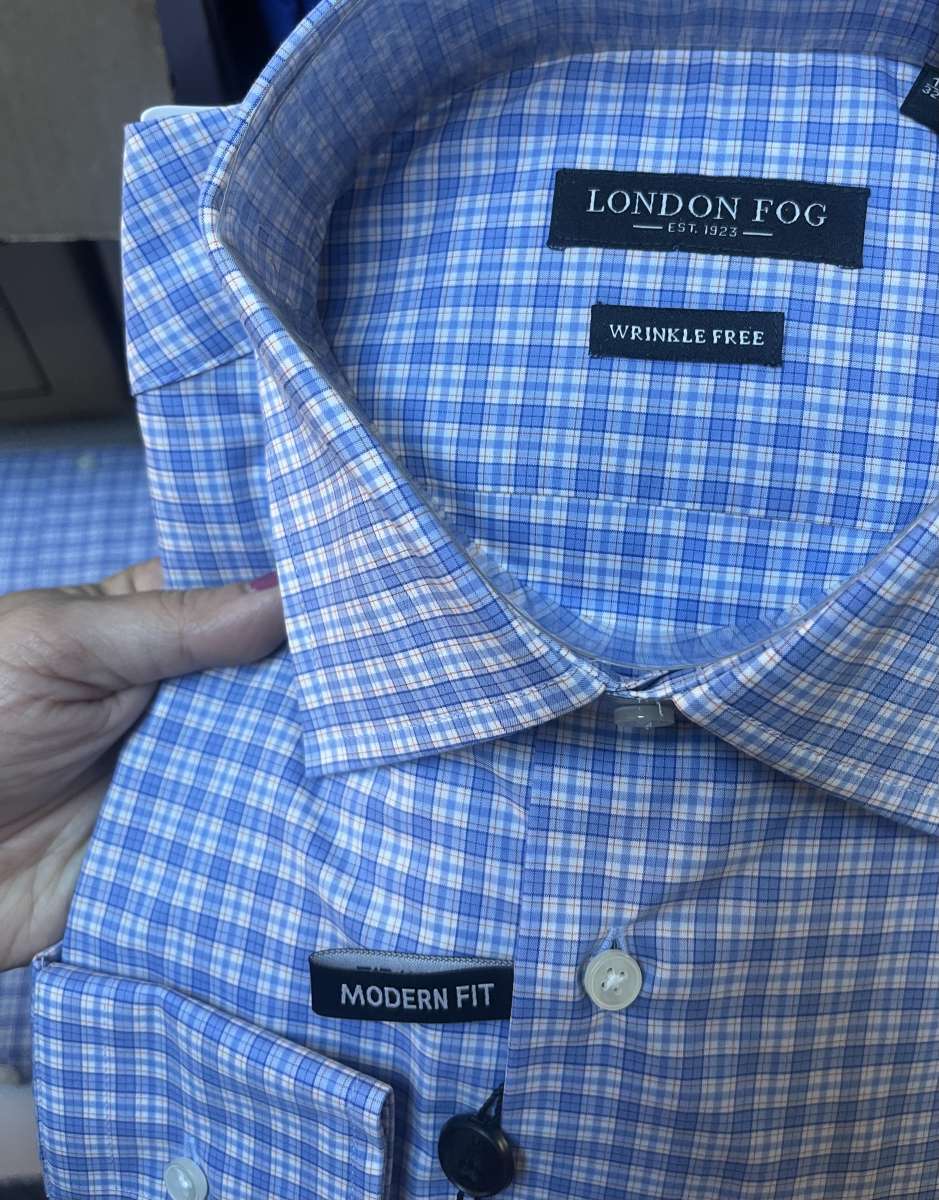 LONDON FOG
EST. 1923
WRINKLE FREE
MODERN FIT